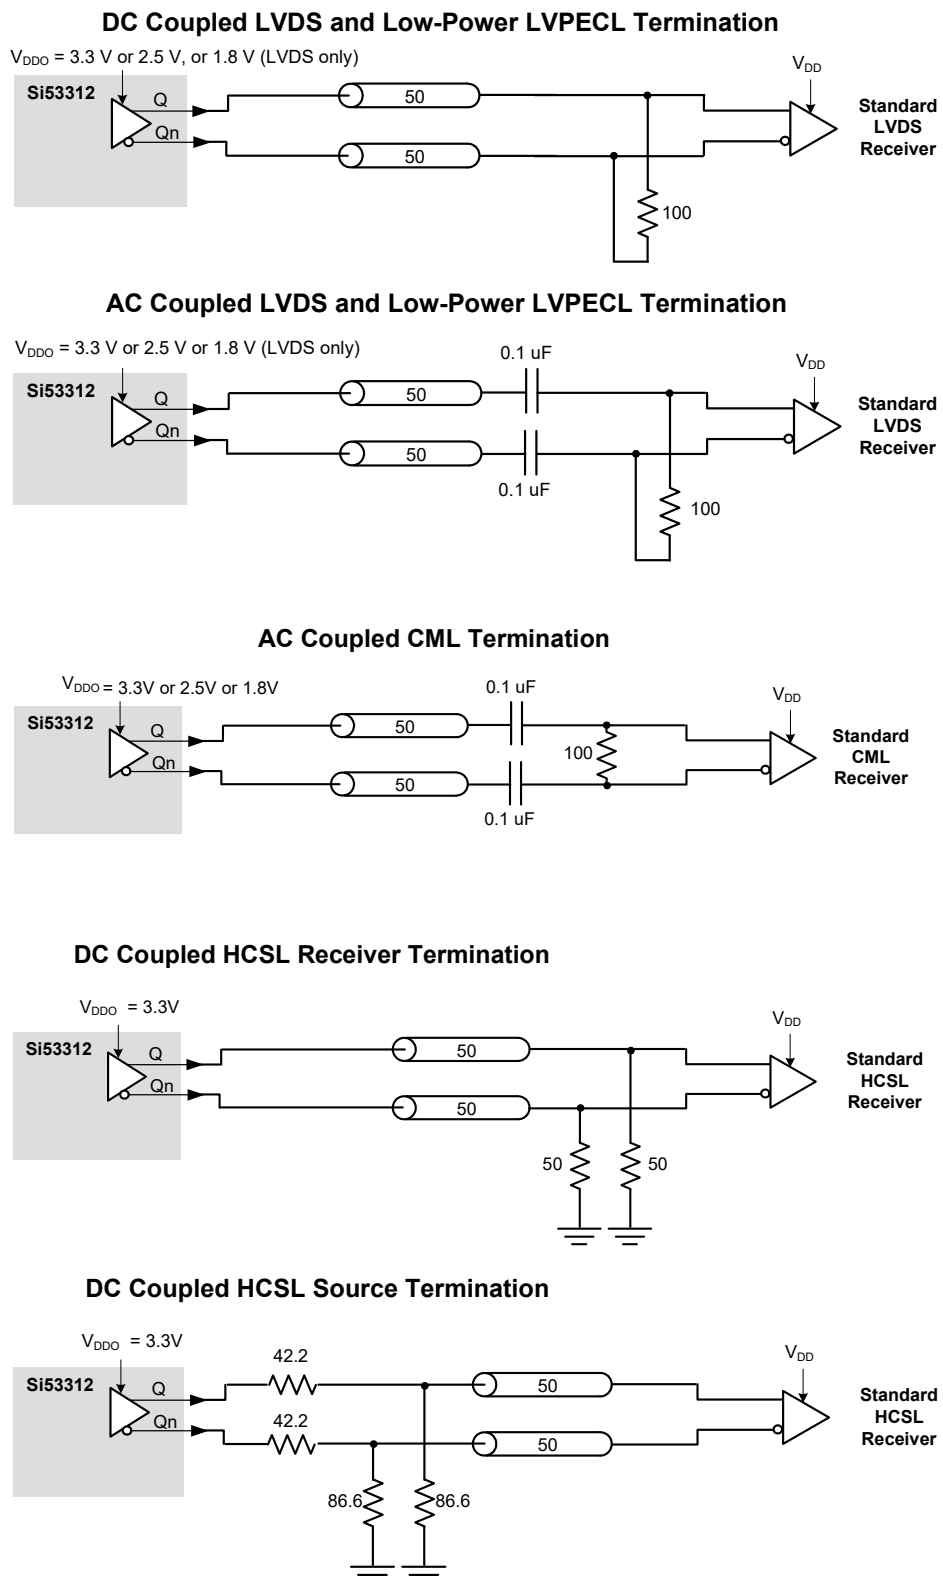 DC Coupled LVDS and Low-Power LVPECL Termination
VDDO = 3.3 V or 2.5 V, or 1.8 V (LVDS only)
Si53312
Q
Qn
50
50
100
VDD
Standard
LVDS
Receiver
AC Coupled LVDS and Low-Power LVPECL Termination
VDDO = 3.3 V or 2.5 V or 1.8 V (LVDS only)
Si53312
Q
Qn
50
50
0.1 uF
0.1 uF
100
VDD
Standard
LVDS
Receiver
AC Coupled CML Termination
VDDO = 3.3V or 2.5V or 1.8V
Si53312
Q
Qn
50
50
0.1 uF
0.1 uF
100
VDD
Standard
CML
Receiver
DC Coupled HCSL Receiver Termination
VDDO = 3.3V
Si53312
Q
Qn
50
50
50
50
VDD
Standard
HCSL
Receiver
DC Coupled HCSL Source Termination
VDDO = 3.3V
Si53312
Q
Qn
42.2
42.2
86.6
86.6
50
50
VDD
Standard
HCSL
Receiver